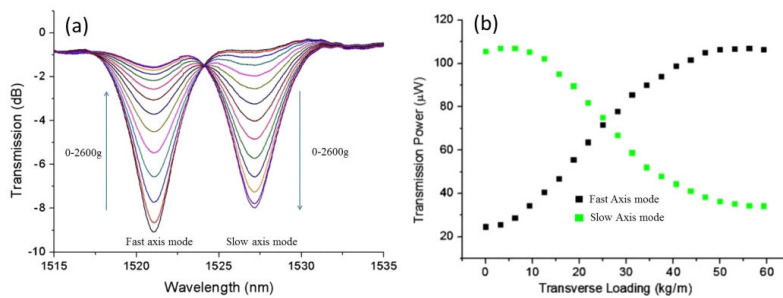 (a)
0
-2
-4
-6
-8
-10
Transmission (dB)
0-2600g
0-2600g
Fast axis mode
Slow axis mode
1515
1520
1525
1530
1535
Wavelength (nm)
(b)
120
100
80
60
40
20
Transmission Power (μW)
Fast Axis mode
Slow Axis mode
0
10
20
30
40
50
60
Transverse Loading (kg/m)